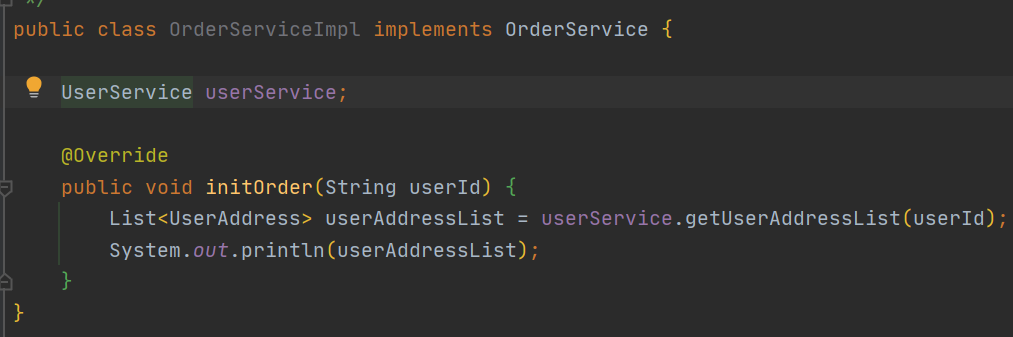 */
public class OrderServiceImpl implements OrderService {
UserService userService;
@Override
public void initOrder(String userId) {
List<UserAddress> userAddressList = userService.getUserAddressList(userId);
System.out.println(userAddressList);
}
}